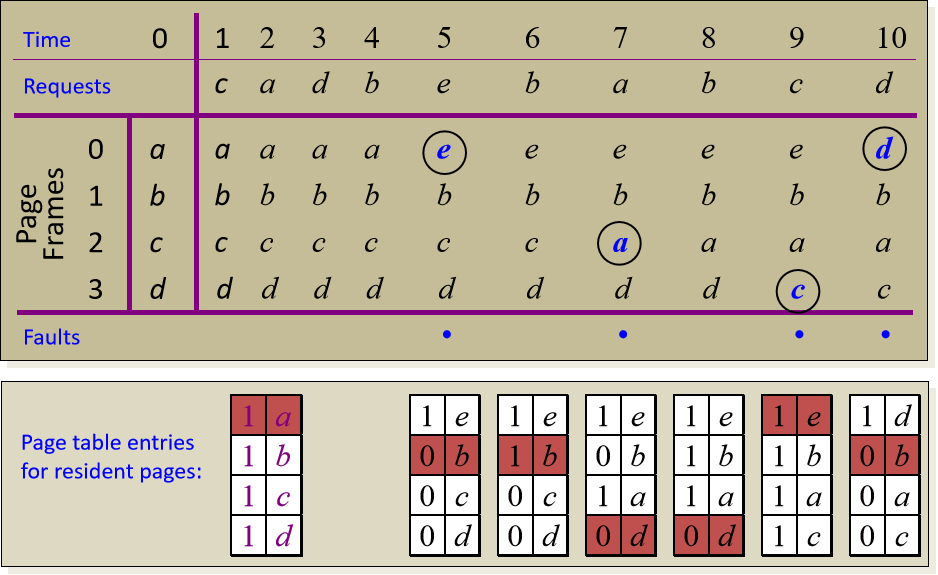 Time 0 1 2 3 4 5 6 7 8 9 10
Requests c a d b e b a b c d
Page Frames
0 a a a a a e e e e e d
1 b b b b b b b b b b b
2 c c c c c c c a a a a
3 d d d d d d d d d c c
Faults • • • •
Page table entries
for resident pages:
1 a 1 e 1 e 1 e 1 e 1 e 1 d
1 b 0 b 1 b 0 b 1 b 1 b 0 b
1 c 0 c 0 c 1 a 1 a 1 a 0 a
1 d 0 d 0 d 0 d 0 d 1 c 0 c